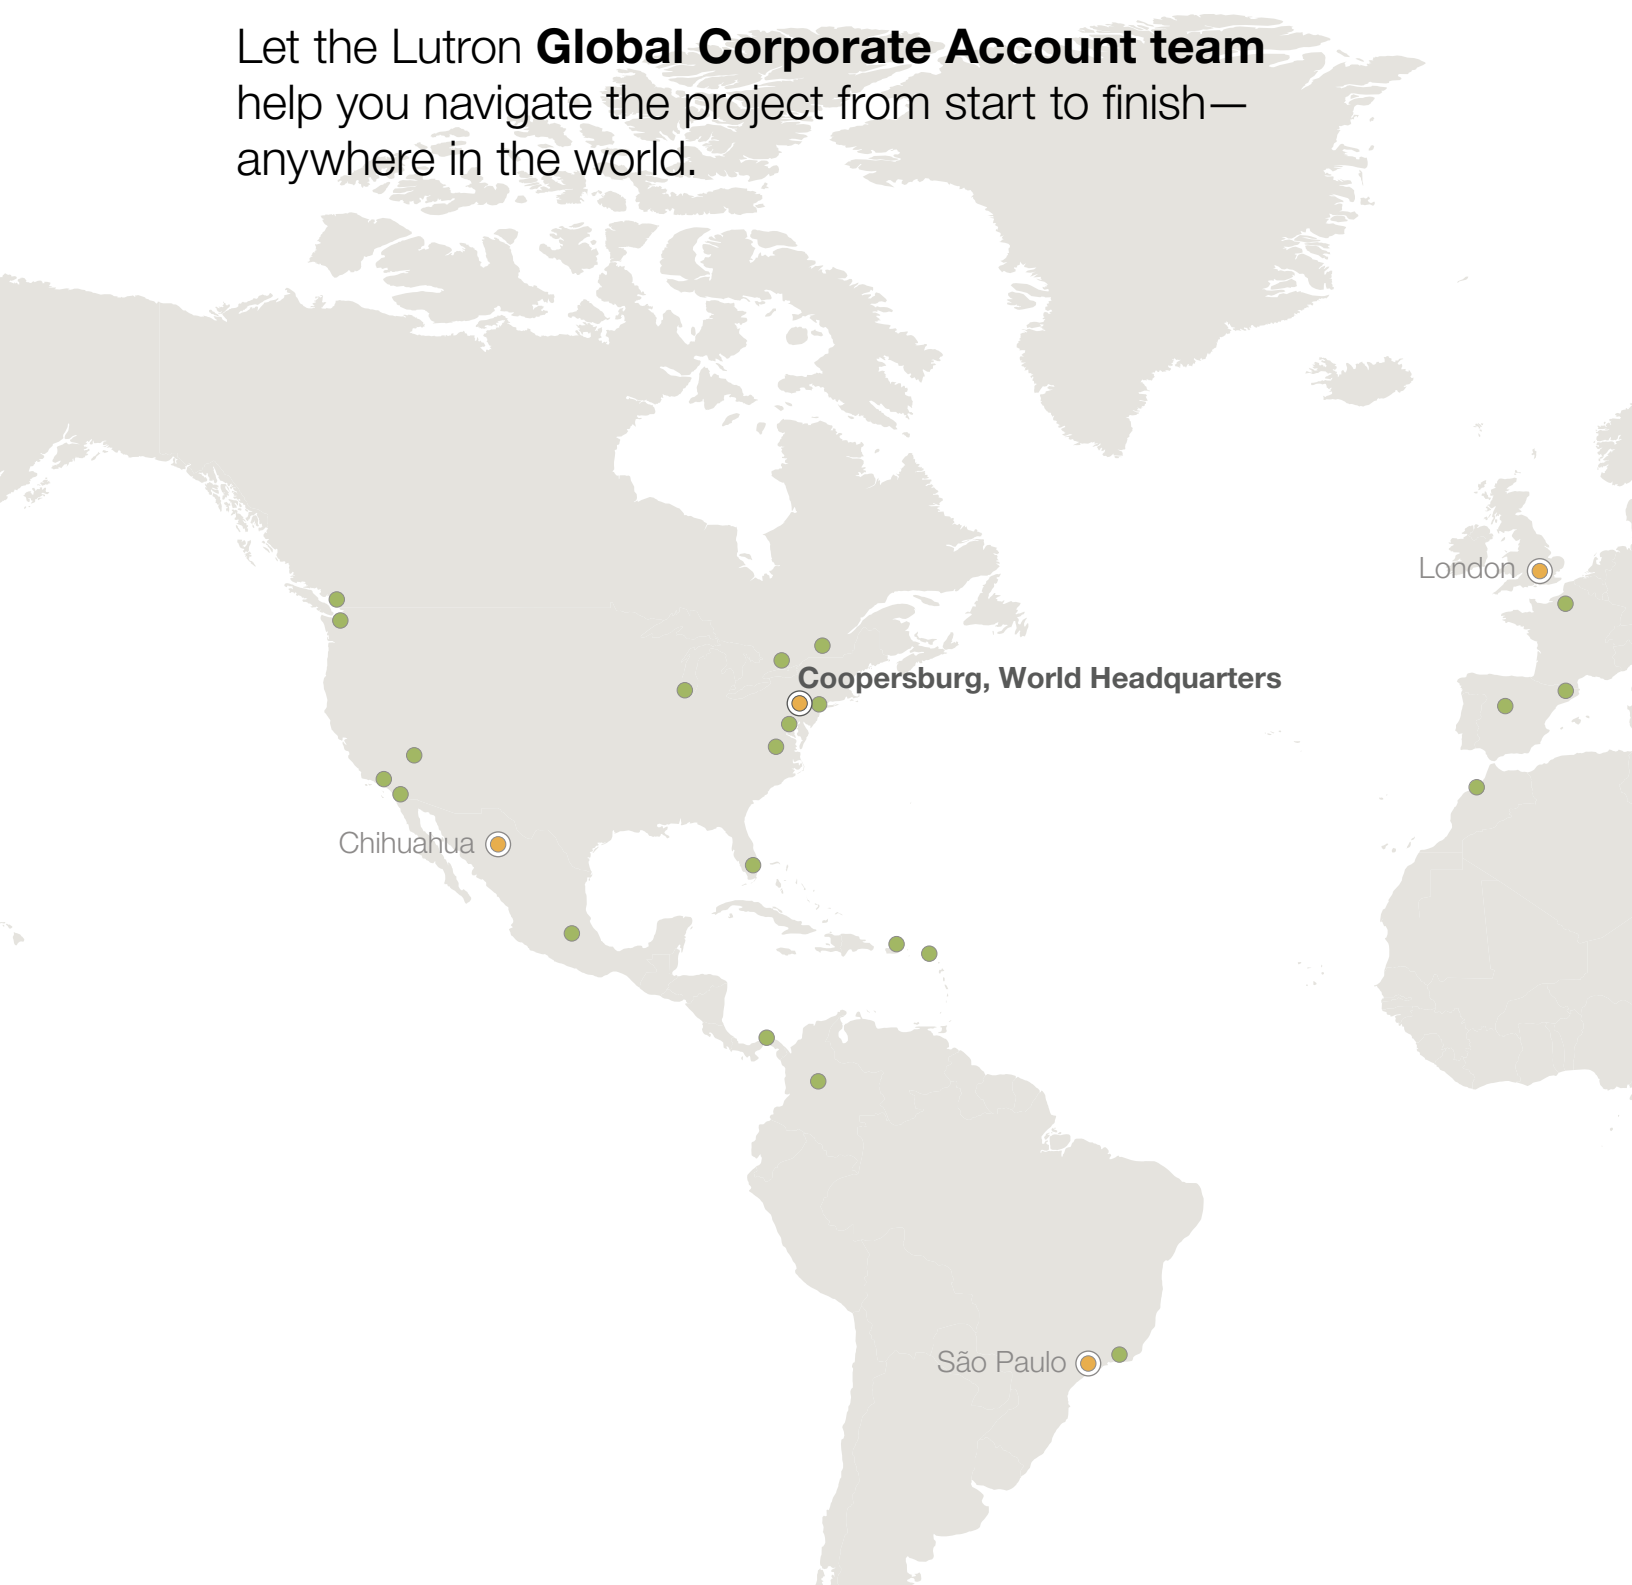 Let the Lutron Global Corporate Account team
help you navigate the project from start to finish—
anywhere in the world.
London
Coopersburg, World Headquarters
Chihuahua
São Paulo